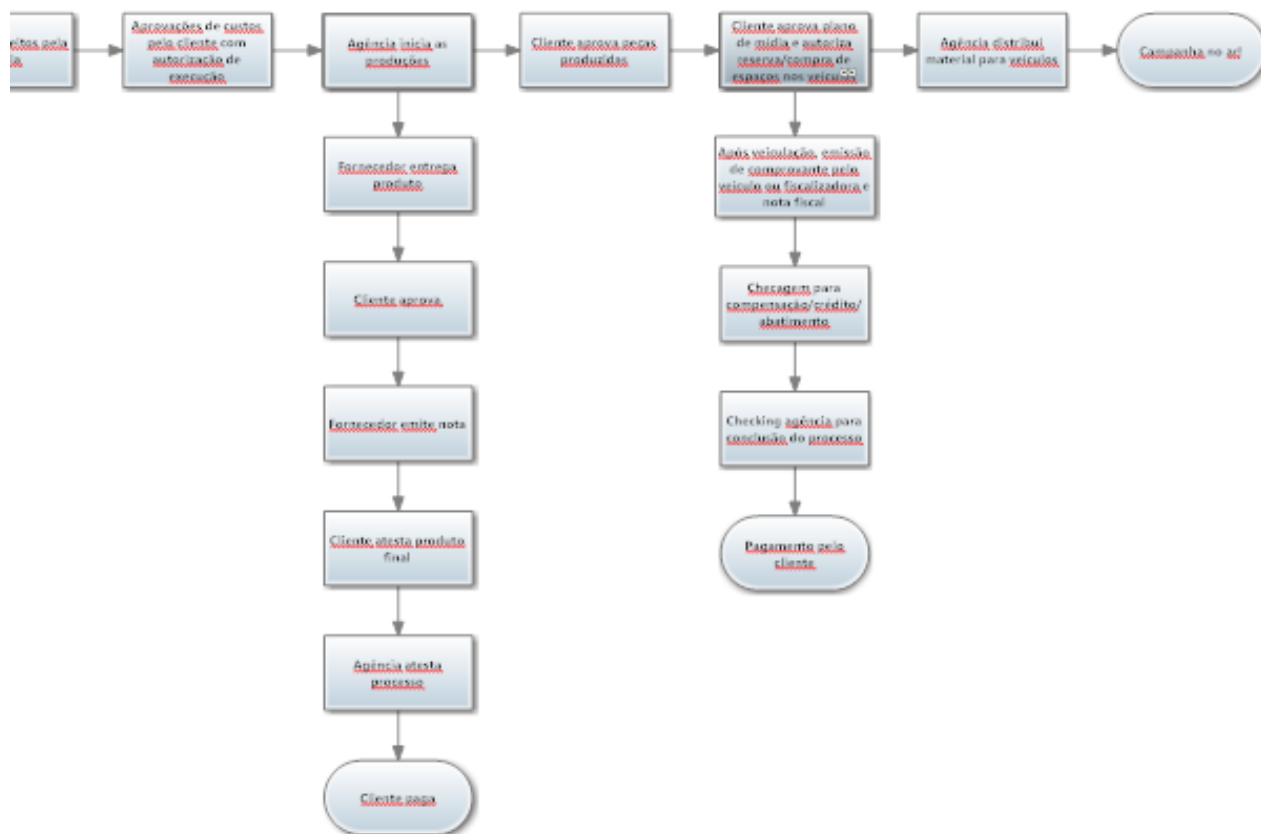 eitos pela
ia
Aprovações de custos
pelo cliente com
autorização de
execução
Agência inicia as
produções
Cliente aprova peças
produzidas
Cliente aprova plano
de mídia e autoriza
reserva/compra de
espaços nos veículos
Agência distribui
material para veículos
Campanha no ar!
Fornecedor entrega
produto
Cliente aprova
Fornecedor emite nota
Cliente atesta produto
final
Agência atesta
processo
Cliente paga
Após veiculação, emissão
de comprovante pelo
veículo ou fiscalizadora e
nota fiscal
Checagem para
compensação/crédito/
abatimento
Checking agência para
conclusão do processo
Pagamento pelo
cliente